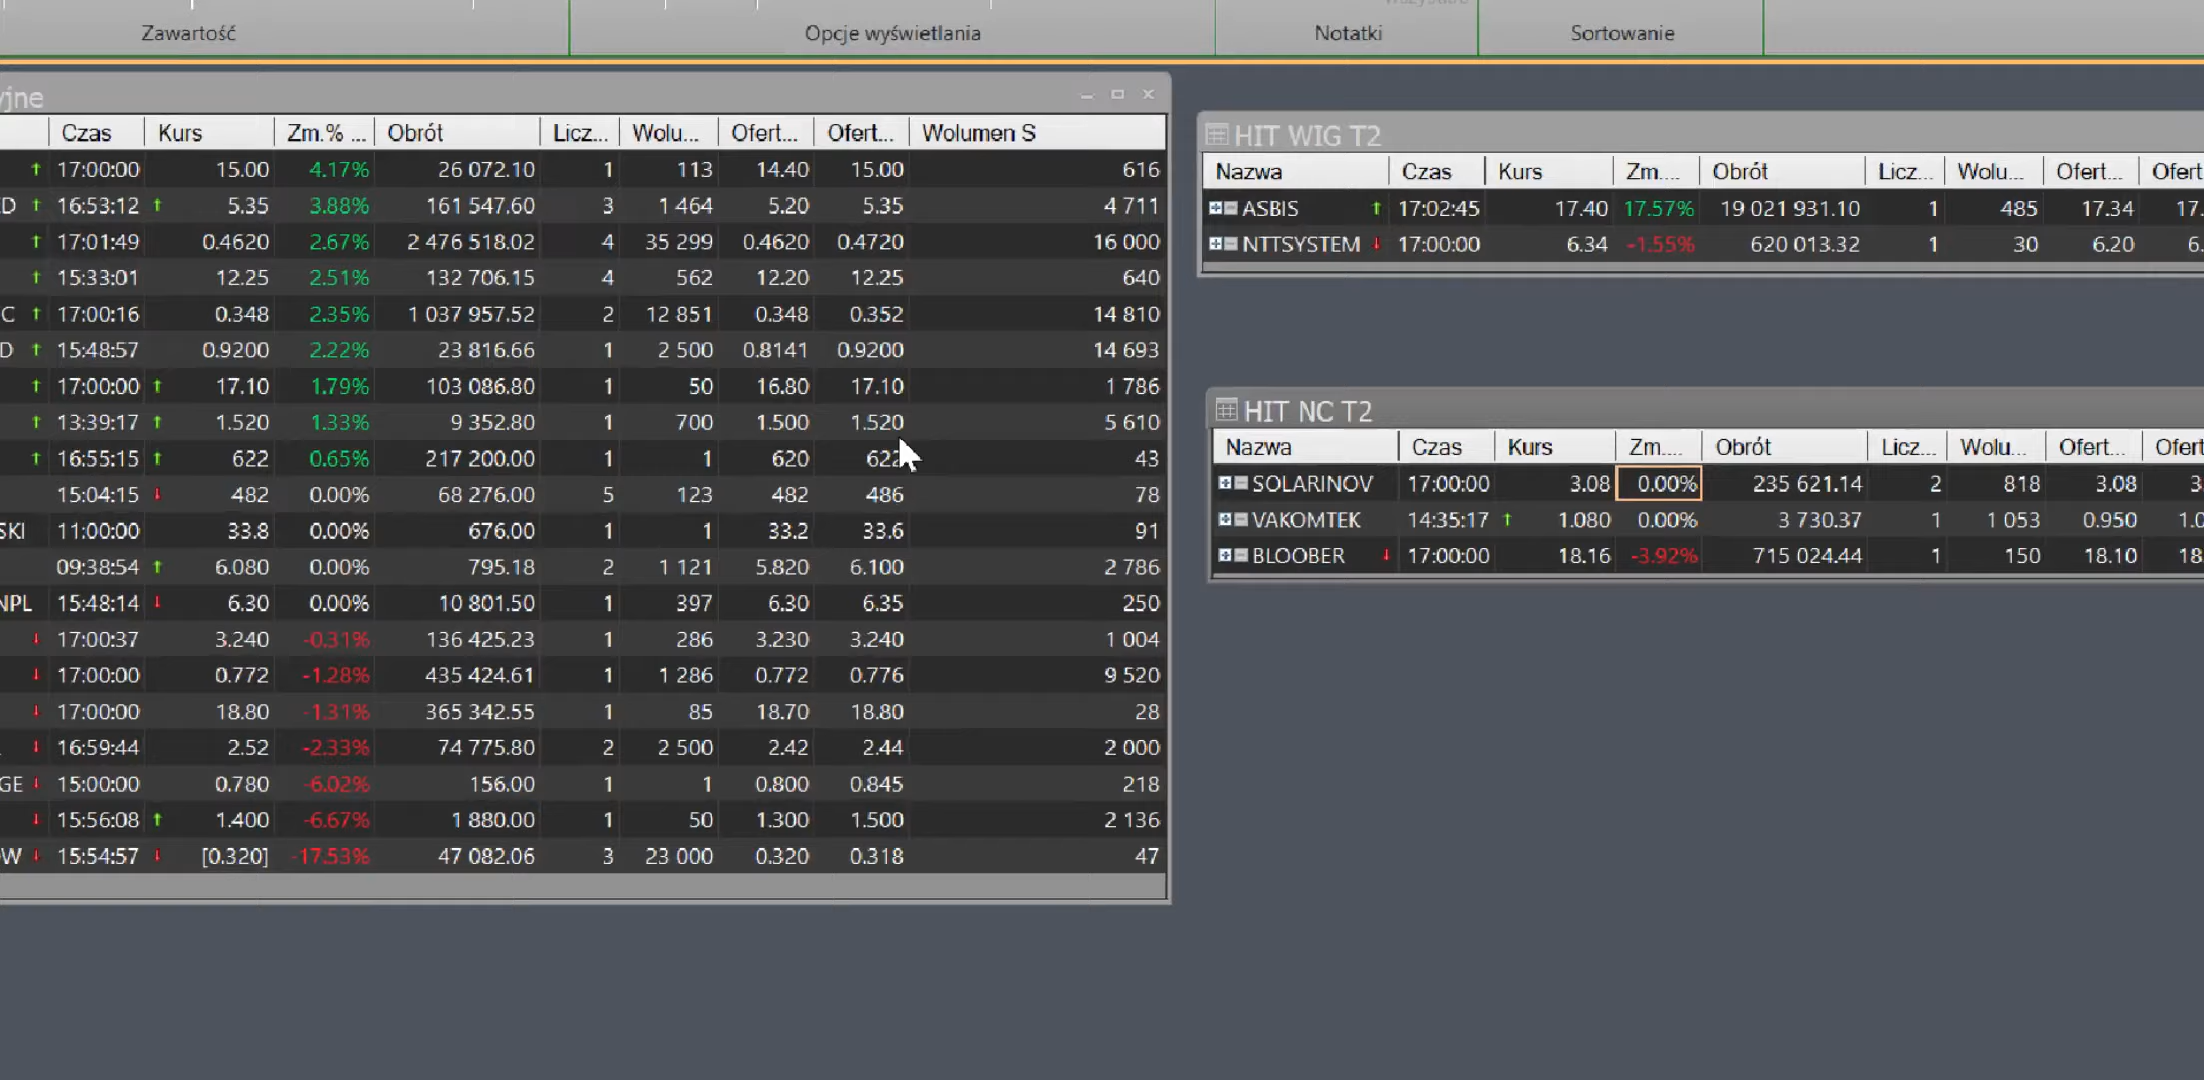 Zawartość Opcje wyświetlania Notatki Sortowanie
yjne
Czas Kurs Zm.% ... Obrót Licz... Wolu... Ofert... Ofert... Wolumen S
17:00:00 15.00 4.17% 26 072.10 1 113 14.40 15.00 616
ED 16:53:12 5.35 3.88% 161 547.60 3 1 464 5.20 5.35 4 711
17:01:49 0.4620 2.67% 2 476 518.02 4 35 299 0.4620 0.4720 16 000
15:33:01 12.25 2.51% 132 706.15 4 562 12.20 12.25 640
C 17:00:16 0.348 2.35% 1 037 957.52 2 12 851 0.348 0.352 14 810
D 15:48:57 0.9200 2.22% 23 816.66 1 2 500 0.8141 0.9200 14 693
17:00:00 17.10 1.79% 103 086.80 1 50 16.80 17.10 1 786
13:39:17 1.520 1.33% 9 352.80 1 700 1.500 1.520 5 610
16:55:15 622 0.65% 217 200.00 1 1 620 622 43
15:04:15 482 0.00% 68 276.00 5 123 482 486 78
SKI 11:00:00 33.8 0.00% 676.00 1 1 33.2 33.6 91
09:38:54 6.080 0.00% 795.18 2 1 121 5.820 6.100 2 786
NPL 15:48:14 6.30 0.00% 10 801.50 1 397 6.30 6.35 250
17:00:37 3.240 -0.31% 136 425.23 1 286 3.230 3.240 1 004
17:00:00 0.772 -1.28% 435 424.61 1 1 286 0.772 0.776 9 520
17:00:00 18.80 -1.31% 365 342.55 1 85 18.70 18.80 28
16:59:44 2.52 -2.33% 74 775.80 2 2 500 2.42 2.44 2 000
GE 15:00:00 0.780 -6.02% 156.00 1 1 0.800 0.845 218
15:56:08 1.400 -6.67% 1 880.00 1 50 1.300 1.500 2 136
W 15:54:57 [0.320] -17.53% 47 082.06 3 23 000 0.320 0.318 47
HIT WIG T2
Nazwa Czas Kurs Zm.... Obrót Licz... Wolu... Ofert... Ofert
ASBIS 17:02:45 17.40 17.57% 19 021 931.10 1 485 17.34 17.
NTTSYSTEM 17:00:00 6.34 -1.55% 620 013.32 1 30 6.20 6.
HIT NC T2
Nazwa Czas Kurs Zm.... Obrót Licz... Wolu... Ofert... Ofert
SOLARINOV 17:00:00 3.08 0.00% 235 621.14 2 818 3.08 3
VAKOMTEK 14:35:17 1.080 0.00% 3 730.37 1 1 053 0.950 1.0
BLOOBER 17:00:00 18.16 -3.92% 715 024.44 1 150 18.10 18